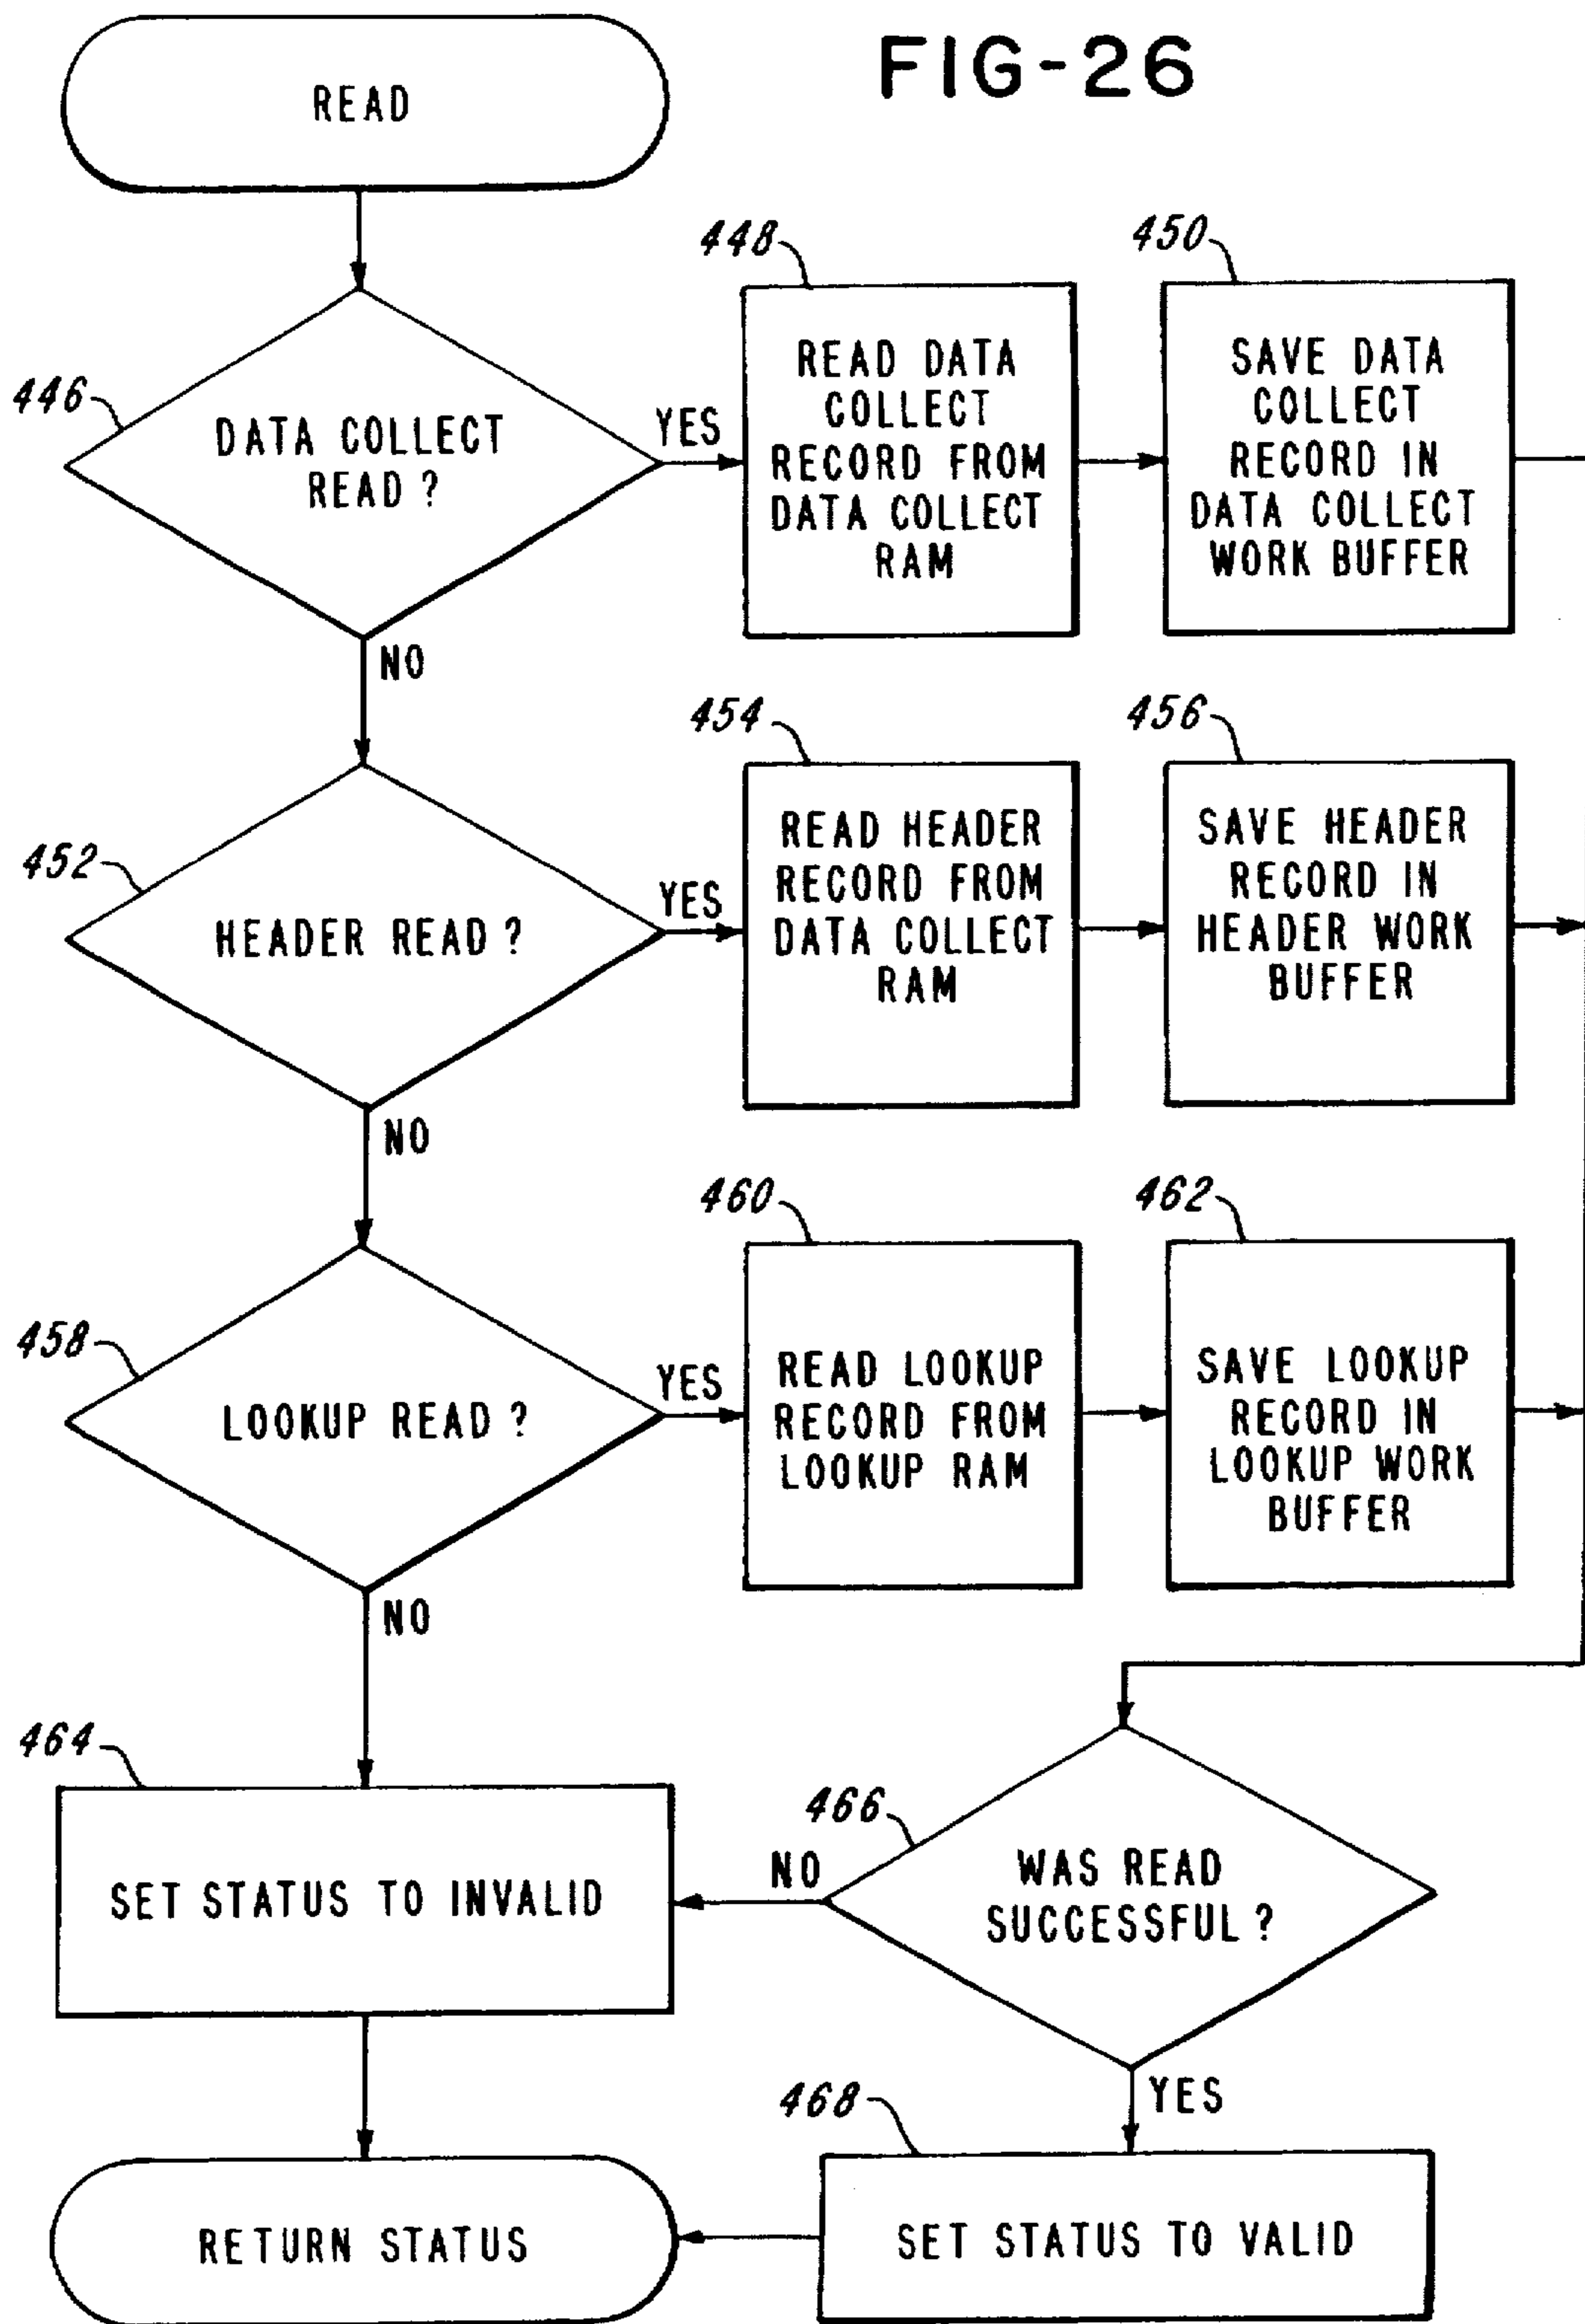 FIG-26
READ
448
450
446
DATA COLLECT
READ ?
YES
READ DATA
COLLECT
RECORD FROM
DATA COLLECT
RAM
SAVE DATA
COLLECT
RECORD IN
DATA COLLECT
WORK BUFFER
NO
454
456
452
HEADER READ ?
YES
READ HEADER
RECORD FROM
DATA COLLECT
RAM
SAVE HEADER
RECORD IN
HEADER WORK
BUFFER
NO
460
462
458
LOOKUP READ ?
YES
READ LOOKUP
RECORD FROM
LOOKUP RAM
SAVE LOOKUP
RECORD IN
LOOKUP WORK
BUFFER
NO
464
SET STATUS TO INVALID
466
NO
WAS READ
SUCCESSFUL ?
YES
468
RETURN STATUS
SET STATUS TO VALID